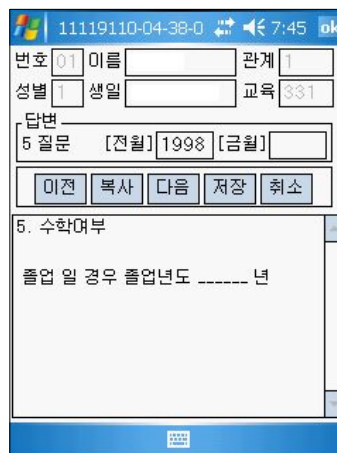 11119110-04-38-0 7:45 ok
번호 01 이름 관계 1
성별 1 생일 교육 331
답변
5 질문 [전월] 1998 [금월]
이전 복사 다음 저장 취소
5. 수학여부
졸업 일 경우 졸업년도 ______ 년